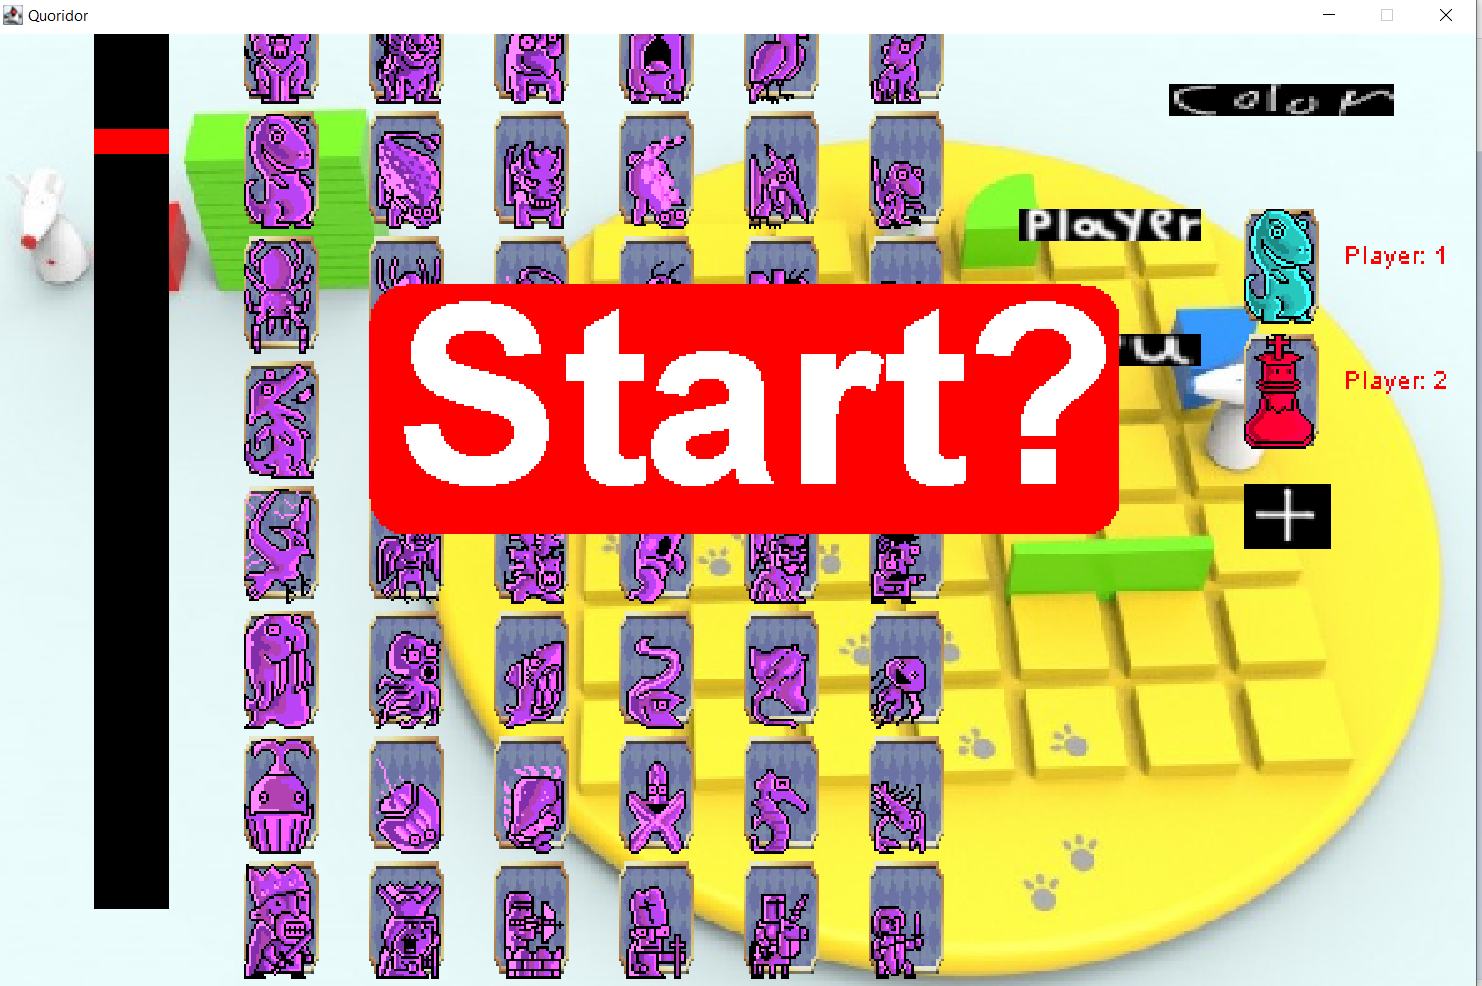 Quoridor
Color
Player
Player: 1
Start?
u
Player: 2
+